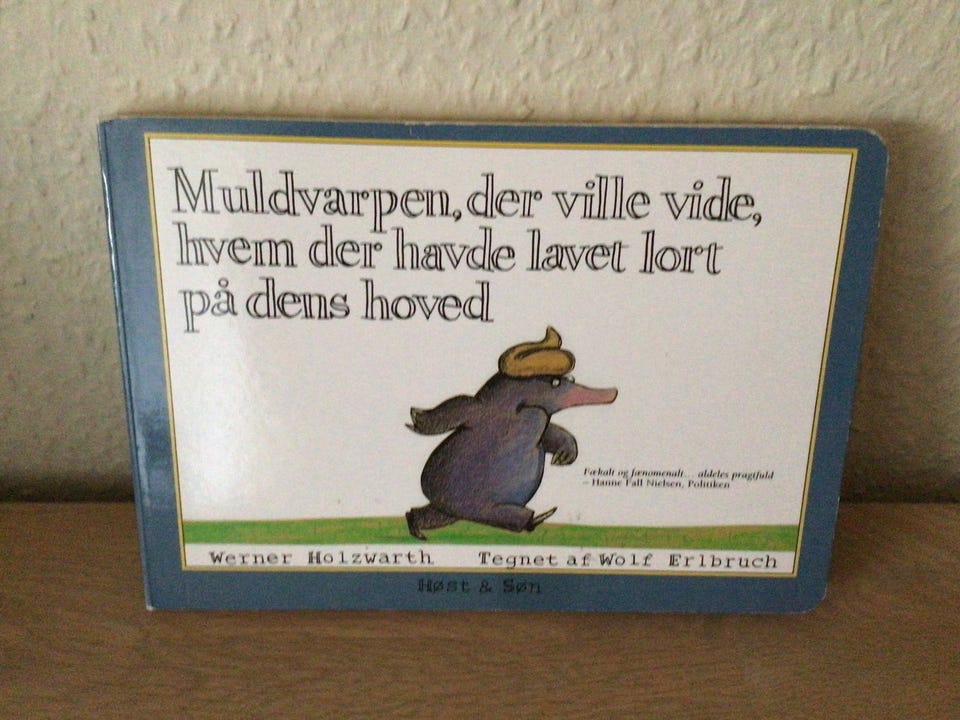 Muldvarpen, der ville vide,
hvem der havde lavet lort
på dens hoved
Fækalt og fænomenalt... aldeles pragtfuld
– Hanne Fall Nielsen, Politiken
Werner Holzwarth Tegnet af Wolf Erlbruch
Høst & Søn